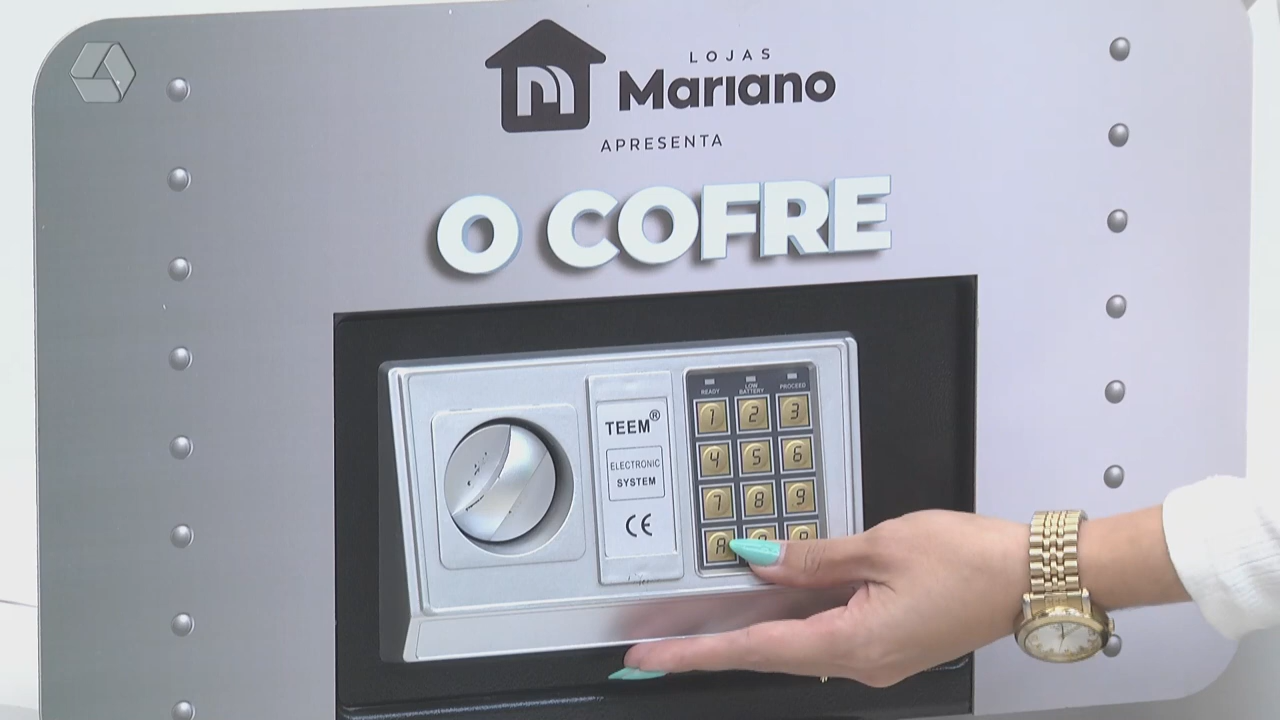 LOJAS
Mariano
APRESENTA
O COFRE
TEEM®
ELECTRONIC
SYSTEM
CE
READY LOW BATTERY PROCEED
1 2 3
4 5 6
7 8 9
A